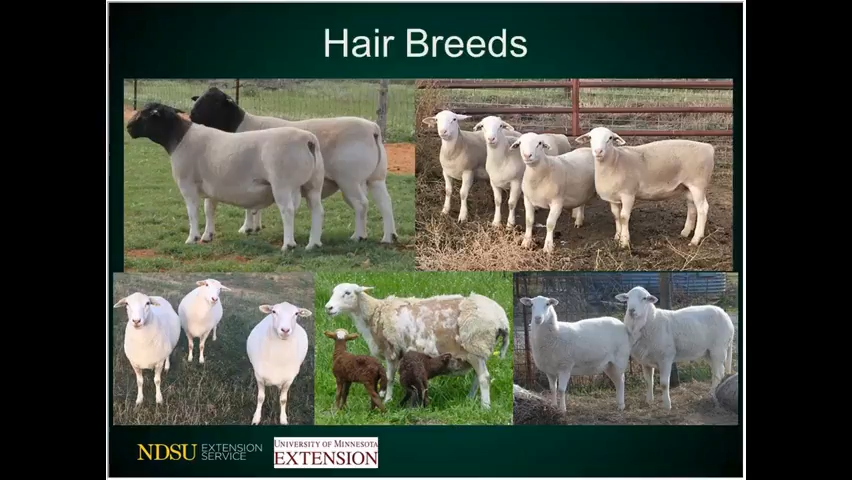 Hair Breeds
NDSU EXTENSION
SERVICE
UNIVERSITY OF MINNESOTA
EXTENSION